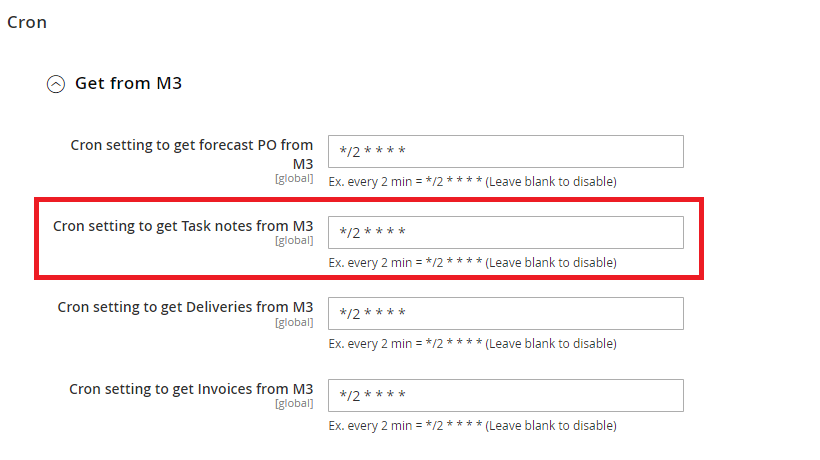 Cron
Get from M3
Cron setting to get forecast PO from
M3
[global]
*/2 * * * *
Ex. every 2 min = */2 * * * * (Leave blank to disable)
Cron setting to get Task notes from M3
[global]
*/2 * * * *
Ex. every 2 min = */2 * * * * (Leave blank to disable)
Cron setting to get Deliveries from M3
[global]
*/2 * * * *
Ex. every 2 min = */2 * * * * (Leave blank to disable)
Cron setting to get Invoices from M3
[global]
*/2 * * * *
Ex. every 2 min = */2 * * * * (Leave blank to disable)